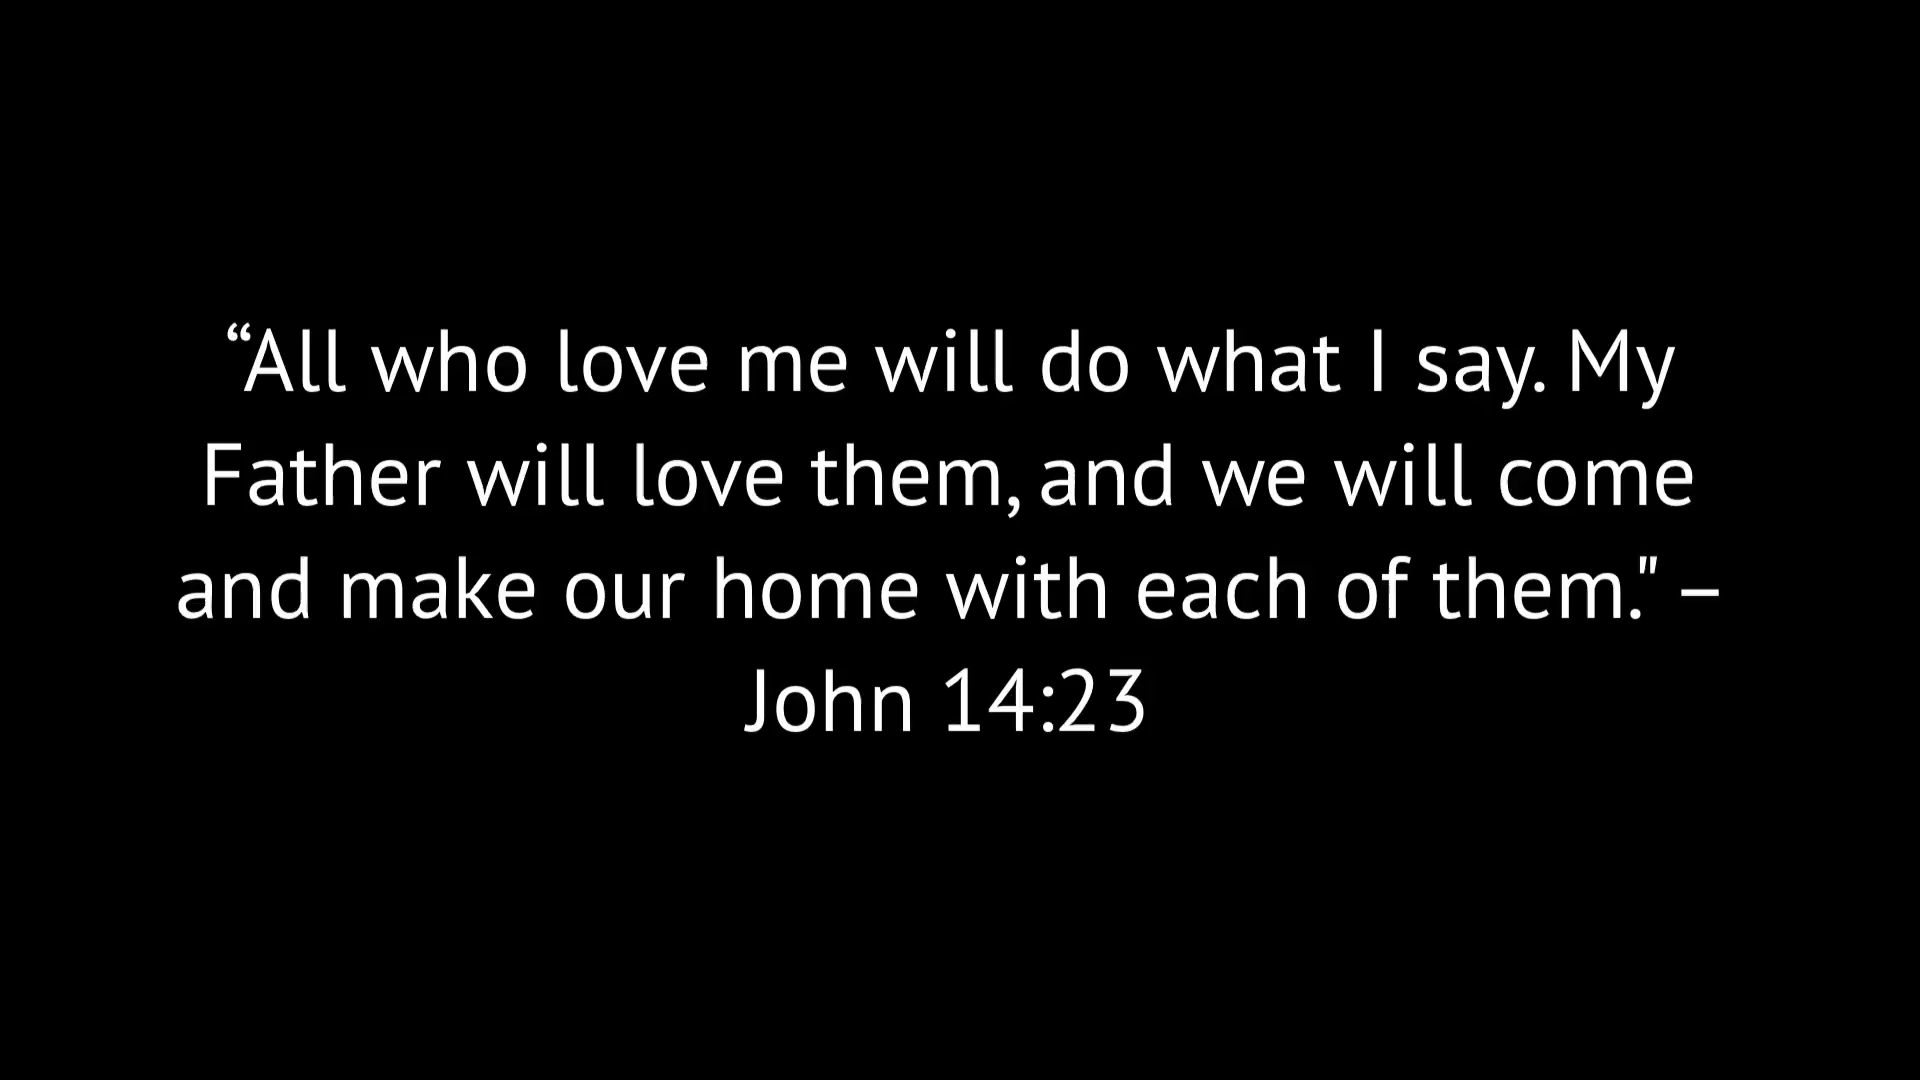 “All who love me will do what I say. My
Father will love them, and we will come
and make our home with each of them." –
John 14:23